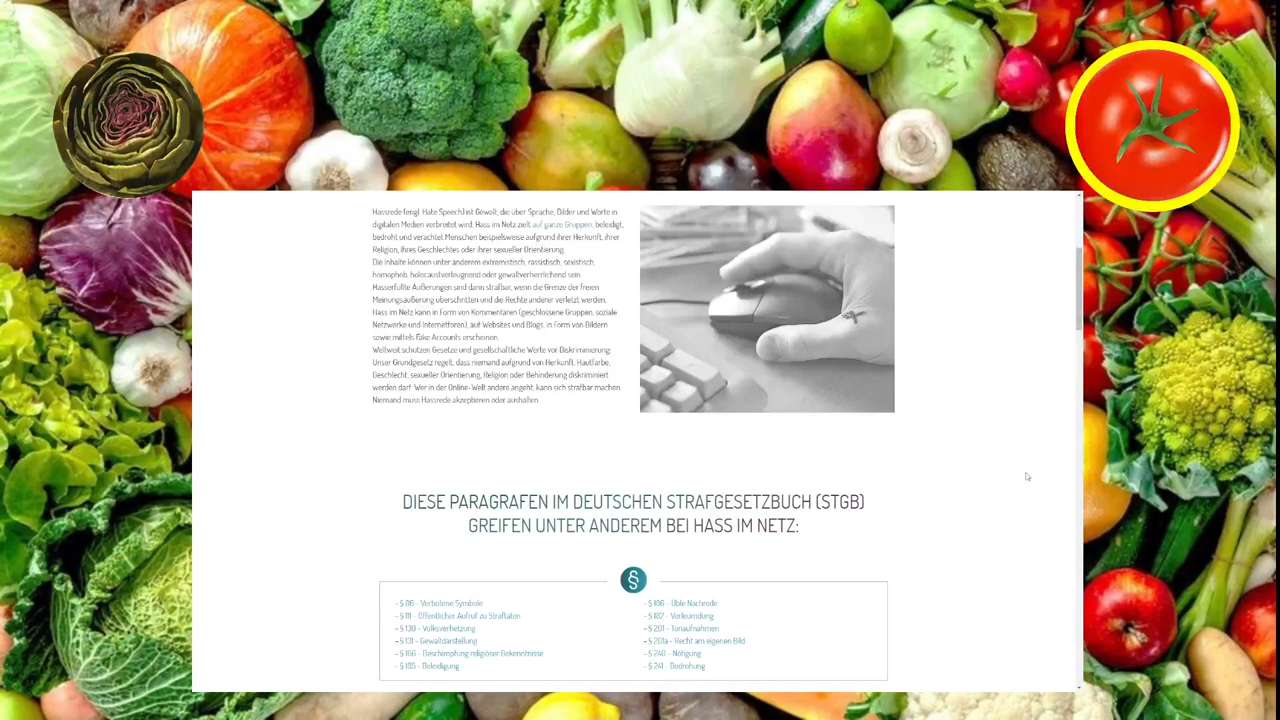 Hassrede (engl. Hate Speech) ist Gewalt, die über Sprache, Bilder und Worte in
digitalen Medien verbreitet wird. Hass im Netz zielt auf ganze Gruppen, beleidigt,
bedroht und verachtet Menschen beispielsweise aufgrund ihrer Herkunft, ihrer
Religion, ihres Geschlechtes oder ihrer sexueller Orientierung.
Die Inhalte können unter anderem extremistisch, rassistisch, sexistisch,
homophob, holocaustverleugnend oder gewaltverherrlichend sein.
Hasserfüllte Äußerungen sind dann strafbar, wenn die Grenze der freien
Meinungsäußerung überschritten und die Rechte anderer verletzt werden.
Hass im Netz kann in Form von Kommentaren (geschlossene Gruppen, soziale
Netzwerke und Internetforen), auf Websites und Blogs, in Form von Bildern
sowie mittels Fake Accounts erscheinen.
Weltweit schützen Gesetze und gesellschaftliche Werte vor Diskriminierung:
Unser Grundgesetz regelt, dass niemand aufgrund von Herkunft, Hautfarbe,
Geschlecht, sexueller Orientierung, Religion oder Behinderung diskriminiert
werden darf. Wer in der Online-Welt andere angeht, kann sich strafbar machen.
Niemand muss Hassrede akzeptieren oder aushalten.
DIESE PARAGRAFEN IM DEUTSCHEN STRAFGESETZBUCH (STGB)
GREIFEN UNTER ANDEREM BEI HASS IM NETZ:
§
- § 86 - Verbotene Symbole
- § 111 - Öffentlicher Aufruf zu Straftaten
- § 130 - Volksverhetzung
- § 131 - Gewaltdarstellung
- § 166 - Beschimpfung religiöser Bekenntnisse
- § 185 - Beleidigung
- § 186 - Üble Nachrede
- § 187 - Verleumdung
- § 201 - Tonaufnahmen
- § 201a - Recht am eigenen Bild
- § 240 - Nötigung
- § 241 - Bedrohung